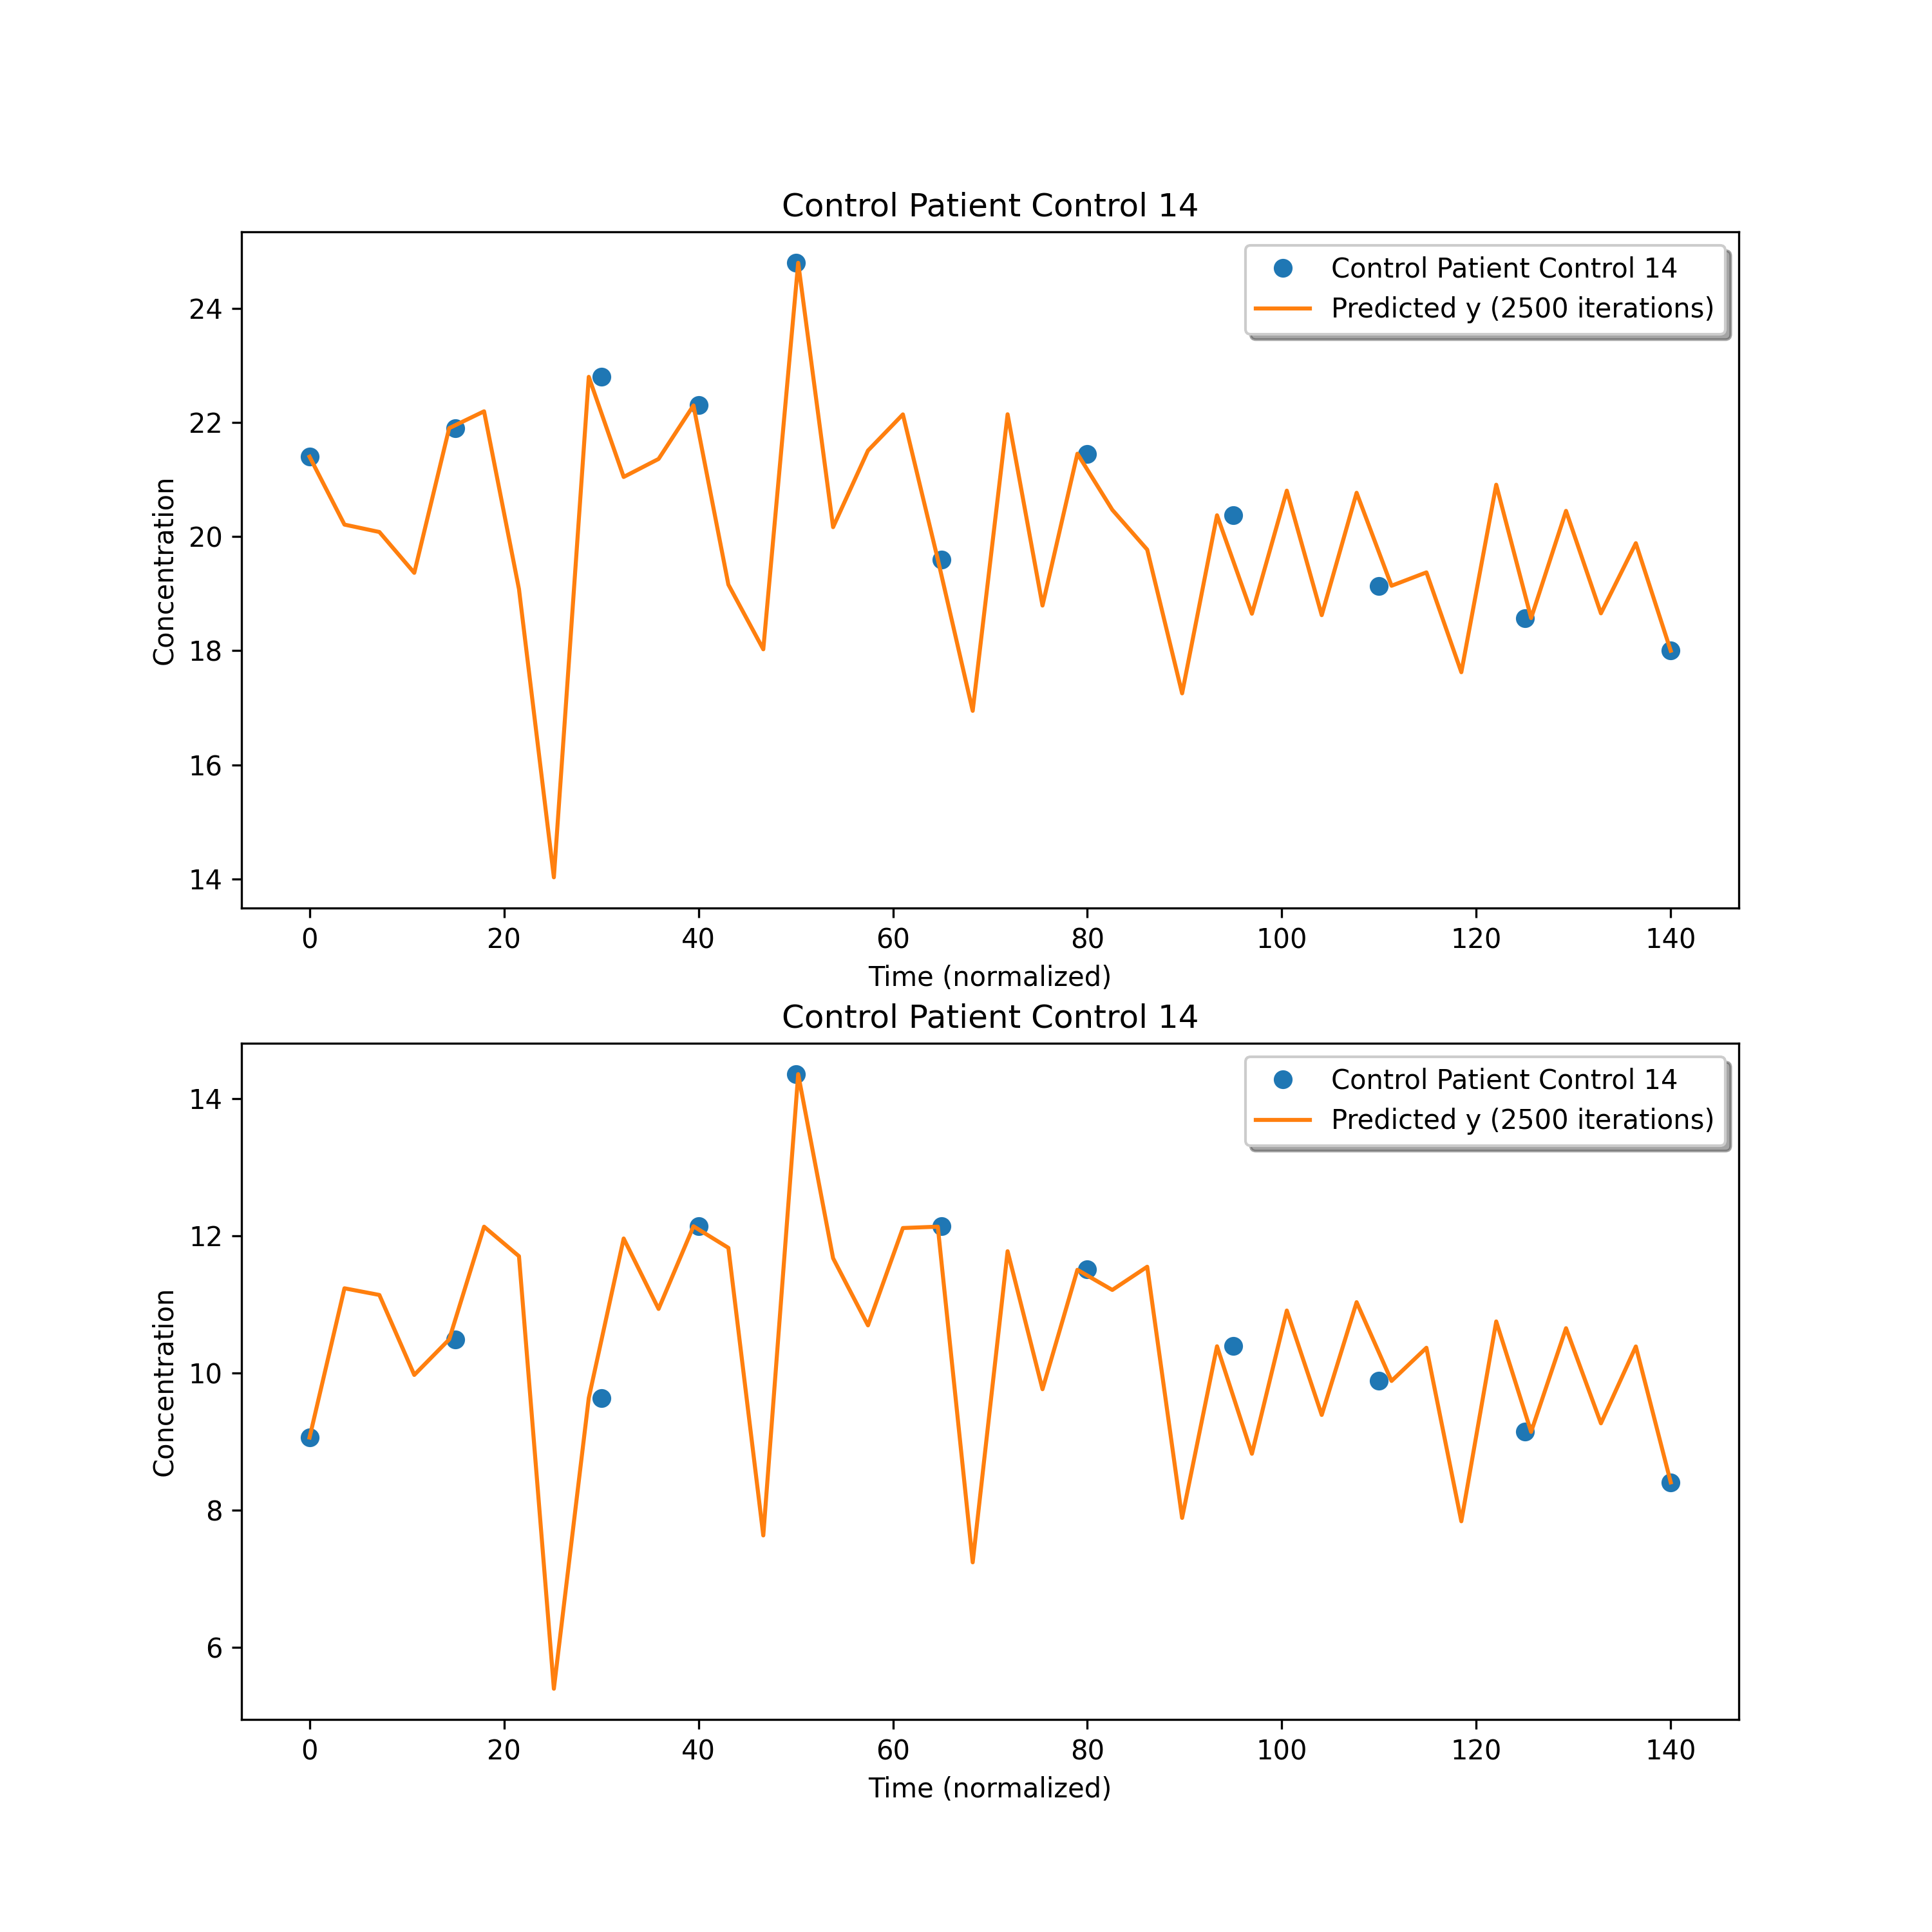 Control Patient Control 14
Control Patient Control 14
Predicted y (2500 iterations)
24
22
20
18
16
14
Concentration
0 20 40 60 80 100 120 140
Time (normalized)
Control Patient Control 14
Control Patient Control 14
Predicted y (2500 iterations)
14
12
10
8
6
Concentration
0 20 40 60 80 100 120 140
Time (normalized)